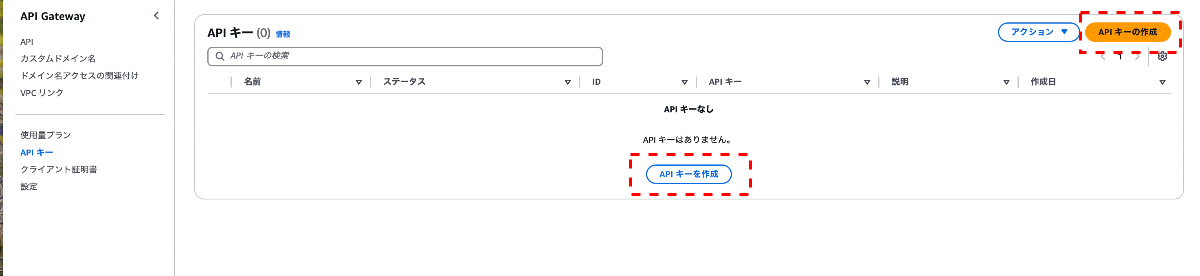 API Gateway
API
カスタムドメイン名
ドメイン名アクセスの関連付け
VPC リンク
使用量プラン
API キー
クライアント証明書
設定
API キー (0) 情報
アクション
API キーの作成
API キーの検索
1
名前
ステータス
ID
API キー
説明
作成日
API キーなし
API キーはありません。
API キーを作成